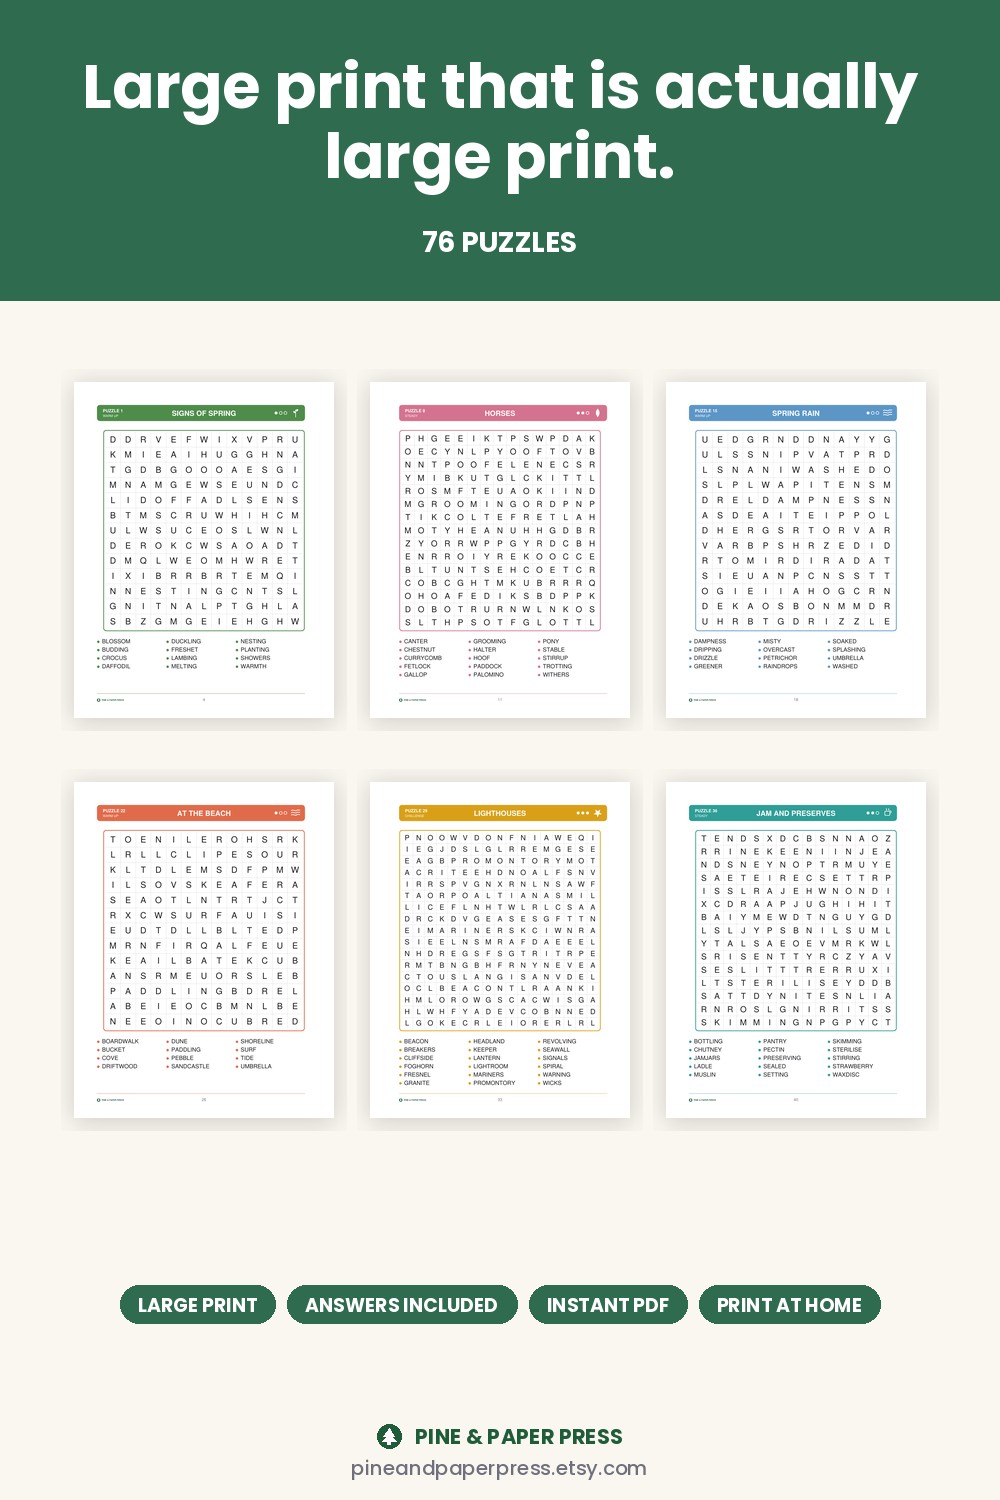 Large print that is actually
large print.
76 PUZZLES
PUZZLE 1
WARM UP
SIGNS OF SPRING
D D R V E F W I X V P R U
K M I E A I H U G G H N A
T G D B G O O O A E S G I
M N A M G E W S E U N D C
L I D O F F A D L S E N S
B T M S C R U W H I H C M
U L W S U C E O S L W N L
D E R O K C W S A O A D T
D M Q L W E O M H W R E T
I X I B R R B R T E M Q I
N N E S T I N G C N T S L
G N I T N A L P T G H L A
S B Z G M G E I E H G H W
BLOSSOM DUCKLING NESTING
BUDDING FRESHET PLANTING
CROCUS LAMBING SHOWERS
DAFFODIL MELTING WARMTH
HORSES
P H G E E I K T P S W P D A K
O E C Y N L P Y O O F T O V B
N N T P O O F E L E N E C S R
Y M I B K U T G L C K I T T L
R O S M F T E U A O K I I N D
M G R O O M I N G O R D P N P
T I K C O L T E F R E T L A H
M O T Y H E A N U H H G D B R
Z Y O R R W P P G Y R D C B H
E N R R O I Y R E K O O C C E
B L T U N T S E H C O E T C R
C O B C G H T M K U B R R R Q
O H O A F E D I K S B D P P K
D O B O T R U R N W L N K O S
S L T H P S O T F G L O T T L
CANTER GROOMING PONY
CHESTNUT HALTER STABLE
CURRYCOMB HOOF STIRRUP
FETLOCK PADDOCK TROTTING
GALLOP PALOMINO WITHERS
11
SPRING RAIN
U E D G R N D D N A Y Y G
U L S S N I P V A T P R D
L S N A N I W A S H E D O
S L P L W A P I T E N S M
D R E L D A M P N E S S N
A S D E A I T E I P P O L
D H E R G S R T O R V A R
V A R B P S H R Z E D I D
R T O M I R D I R A D A T
S I E U A N P C N S S T T
O G I E I I A H O G C R N
D E K A O S B O N M M D R
U H R B T G D R I Z Z L E
DAMPNESS MISTY SOAKED
DRIPPING OVERCAST SPLASHING
DRIZZLE PETRICHOR UMBRELLA
GREENER RAINDROPS WASHED
AT THE BEACH
T O E N I L E R O H S R K
L R L L C L I P E S O U R
K L T D L E M S D F P M W
I L S O V S K E A F E R A
S E A O T L N T R T J C T
R X C W S U R F A U I S I
E U D T D L L B L T E D P
M R N F I R Q A L F E U E
K E A I L B A T E K C U B
A N S R M E U O R S L E B
P A D D L I N G B D R E L
A B E I E O C B M N L B E
N E E O I N O C U B R E D
BOARDWALK DUNE SHORELINE
BUCKET PADDLING SURF
COVE PEBBLE TIDE
DRIFTWOOD SANDCASTLE UMBRELLA
LIGHTHOUSES
P N O O W V D O N F N I A W E Q I
I E G J D S L G L R R E M G E S E
E A G B P R O M O N T O R Y M O T
A C R I T E E H D N O A L F S N V
I R R S P V G N X R N L N S A W F
T A O R P O A L T I A N A S M I L
L I C E F L N H T W L R L C S A A
D R C K D V G E A S E S G F T T N
E I M A R I N E R S K C I W N R A
S I E E L N S M R A F D A E E E L
N H D R E G S F S G T R I T R P E
R M T B N G B H F R N Y N E V E A
C T O U S L A N G I S A N V D E L
O C L B E A C O N T L R A A N K I
H M L O R O W G S C A C W I S G A
H L W H F Y A D E V C O B N N E D
L G O K E C R L E I O R E R L R L
BEACON HEADLAND REVOLVING
BREAKERS KEEPER SEAWALL
CLIFFSIDE LANTERN SIGNALS
FOGHORN LIGHTROOM SPIRAL
FRESNEL MARINERS WARNING
GRANITE PROMONTORY WICKS
JAM AND PRESERVES
T E N D S X D C B S N N A O Z
R R I N E K E E N I I N J E A
N D S N E Y N O P T R M U Y E
S A E T E I R E C S E T T R P
I S S L R A J E H W N O N D I
X C D R A A P J U G H I H I T
B A I Y M E W D T N G U Y G D
L S L J Y P S B N I L S U M L
Y T A L S A E O E V M R K W L
S R I S E N T T Y R C Z Y A V
S E S L I T T T R E R R U X I
L T S T E R I L I S E Y D D B
S A T T D Y N I T E S N L I A
R N R O S L G N I R R I T S S
S K I M M I N G N P G P Y C T
BOTTLING PANTRY SKIMMING
CHUTNEY PECTIN STERILISE
JAMJARS PRESERVING STIRRING
LADLE SEALED STRAWBERRY
MUSLIN SETTING WAXDISC
LARGE PRINT ANSWERS INCLUDED INSTANT PDF PRINT AT HOME
PINE & PAPER PRESS
pineandpaperpress.etsy.com